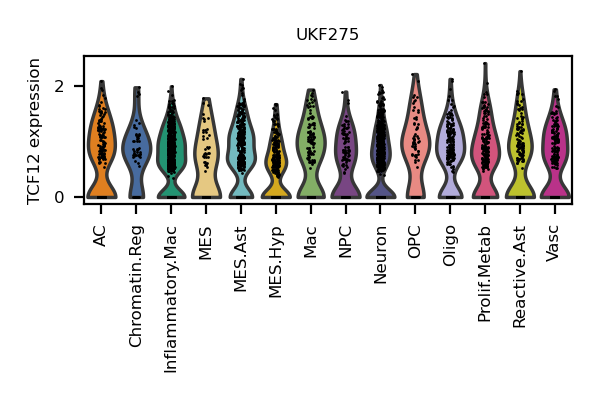 UKF275
TCF12 expression
2
0
AC
Chromatin.Reg
Inflammatory.Mac
MES
MES.Ast
MES.Hyp
Mac
NPC
Neuron
OPC
Oligo
Prolif.Metab
Reactive.Ast
Vasc